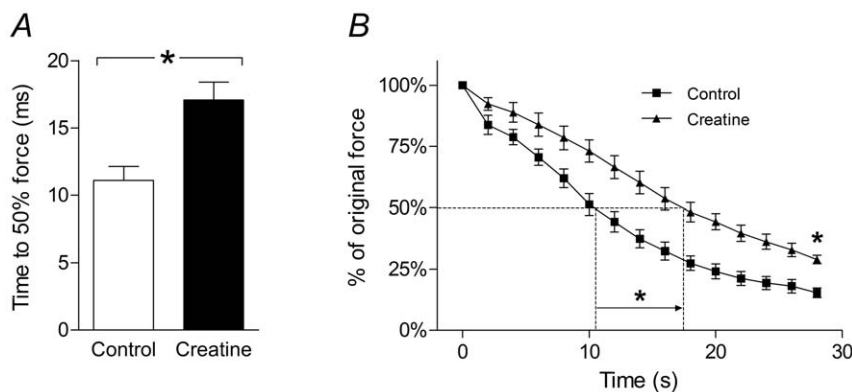 A
Time to 50% force (ms)
20
15
10
5
0
*
Control
Creatine
B
% of original force
100%
75%
50%
25%
0%
Control
Creatine
*
*
0
10
20
30
Time (s)